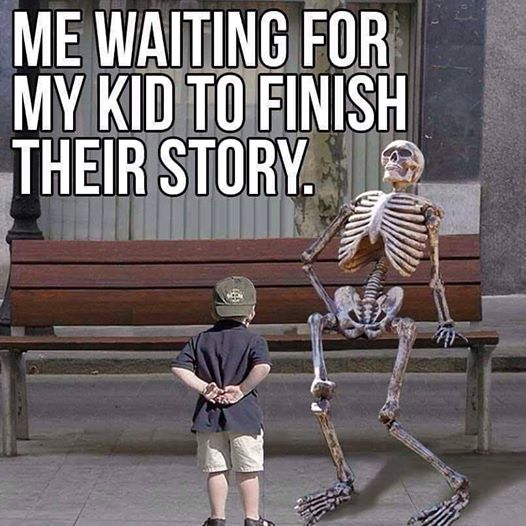 ME WAITING FOR
MY KID TO FINISH
THEIR STORY.